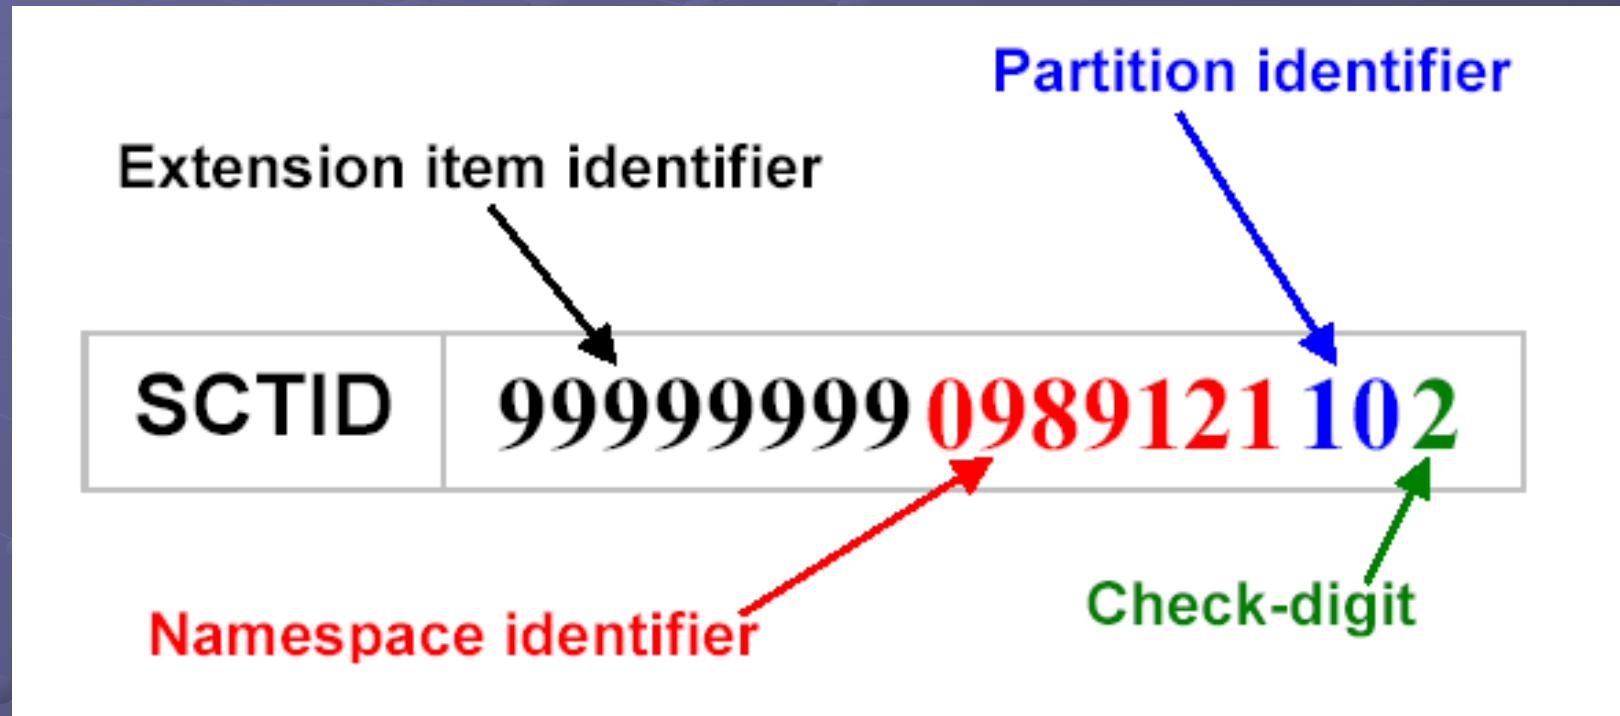 Partition identifier
Extension item identifier
SCTID 99999999 0989121 10 2
Namespace identifier
Check-digit